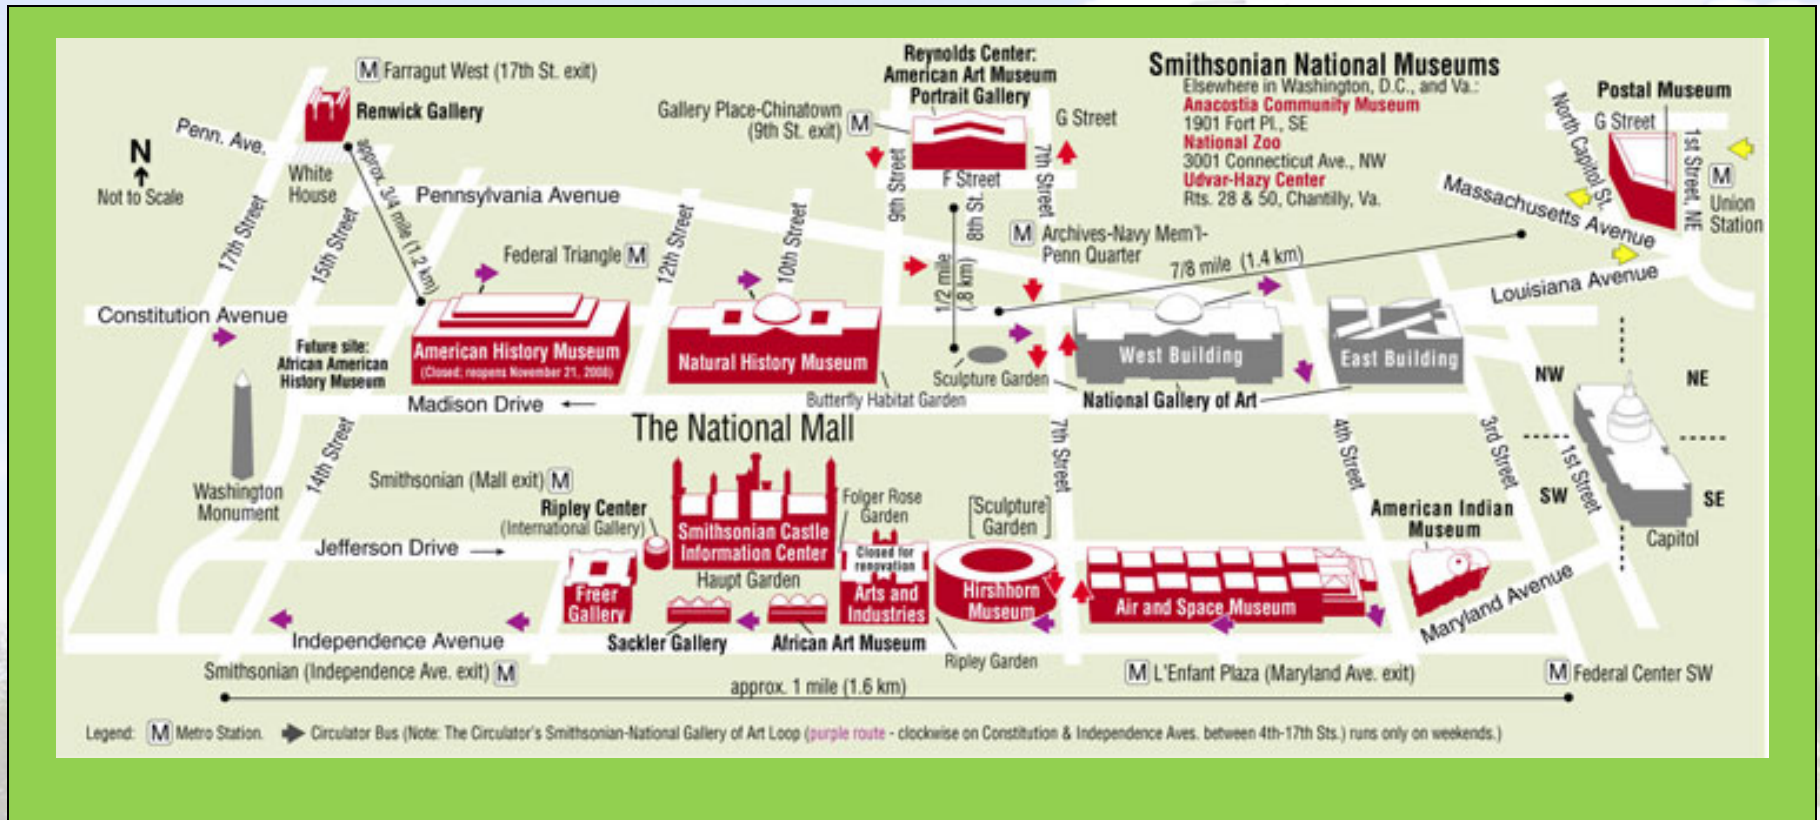 M Farragut West (17th St. exit)
Renwick Gallery
Penn. Ave.
N
Not to Scale
White
House
approx. 3/4 mile (1.2 km)
17th Street
15th Street
Pennsylvania Avenue
Federal Triangle M
12th Street
10th Street
Reynolds Center:
American Art Museum
Portrait Gallery
Gallery Place-Chinatown
(9th St. exit) M
G Street
9th Street
F Street
7th Street
8th St.
1/2 mile
(.8 km)
M Archives-Navy Mem'l-
Penn Quarter
7/8 mile (1.4 km)
Smithsonian National Museums
Elsewhere in Washington, D.C., and Va.:
Anacostia Community Museum
1901 Fort Pl., SE
National Zoo
3001 Connecticut Ave., NW
Udvar-Hazy Center
Rts. 28 & 50, Chantilly, Va.
Postal Museum
North Capitol St.
G Street
1st Street, NE
M
Union
Station
Massachusetts Avenue
Louisiana Avenue
Constitution Avenue
Future site:
African American
History Museum
American History Museum
(Closed; reopens November 21, 2008)
Natural History Museum
Sculpture Garden
Butterfly Habitat Garden
West Building
East Building
National Gallery of Art
Madison Drive
The National Mall
NW
NE
SW
SE
Capitol
14th Street
7th Street
4th Street
3rd Street
1st Street
Washington
Monument
Smithsonian (Mall exit) M
Ripley Center
(International Gallery)
Smithsonian Castle
Information Center
Folger Rose
Garden
[Sculpture
Garden]
American Indian
Museum
Jefferson Drive
Haupt Garden
Freer
Gallery
Closed for
renovation
Arts and
Industries
Hirshhorn
Museum
Air and Space Museum
Maryland Avenue
Independence Avenue
Sackler Gallery
African Art Museum
Ripley Garden
Smithsonian (Independence Ave. exit) M
M L'Enfant Plaza (Maryland Ave. exit)
M Federal Center SW
approx. 1 mile (1.6 km)
Legend: M Metro Station. Circulator Bus (Note: The Circulator's Smithsonian-National Gallery of Art Loop (purple route - clockwise on Constitution & Independence Aves. between 4th-17th Sts.) runs only on weekends.)